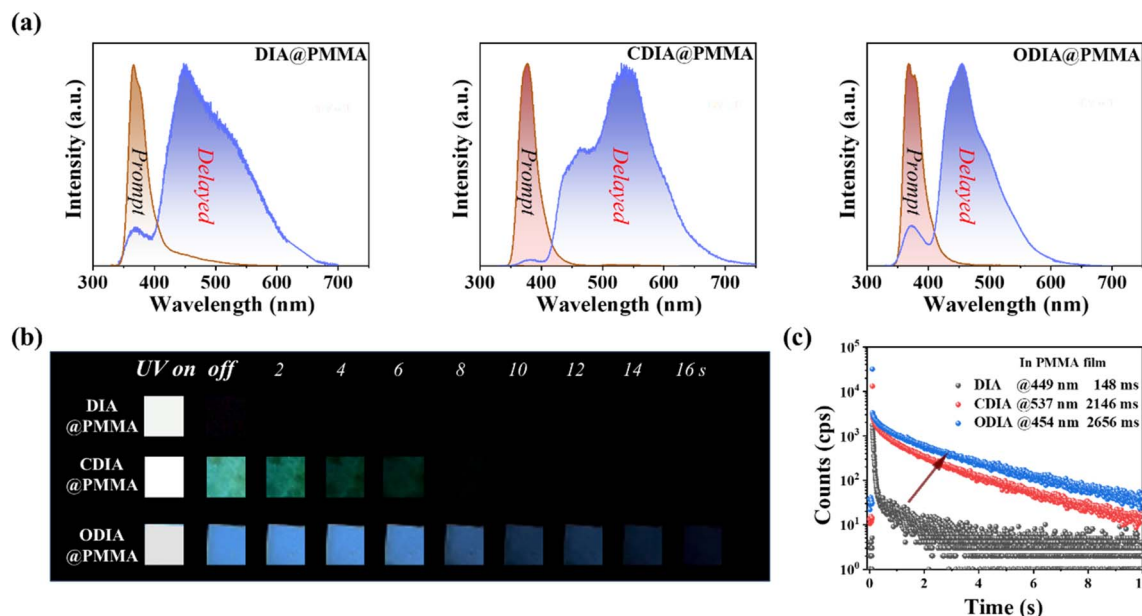 (a)
DIA@PMMA
Intensity (a.u.)
Prompt
Delayed
300 400 500 600 700
Wavelength (nm)
CDIA@PMMA
Intensity (a.u.)
Prompt
Delayed
300 400 500 600 700
Wavelength (nm)
ODIA@PMMA
Intensity (a.u.)
Prompt
Delayed
300 400 500 600 700
Wavelength (nm)
(b)
UV on off 2 4 6 8 10 12 14 16 s
DIA
@PMMA
CDIA
@PMMA
ODIA
@PMMA
(c)
Counts (cps)
10^5
10^4
10^3
10^2
10^1
10^0
In PMMA film
DIA @449 nm 148 ms
CDIA @537 nm 2146 ms
ODIA @454 nm 2656 ms
0 2 4 6 8 1
Time (s)